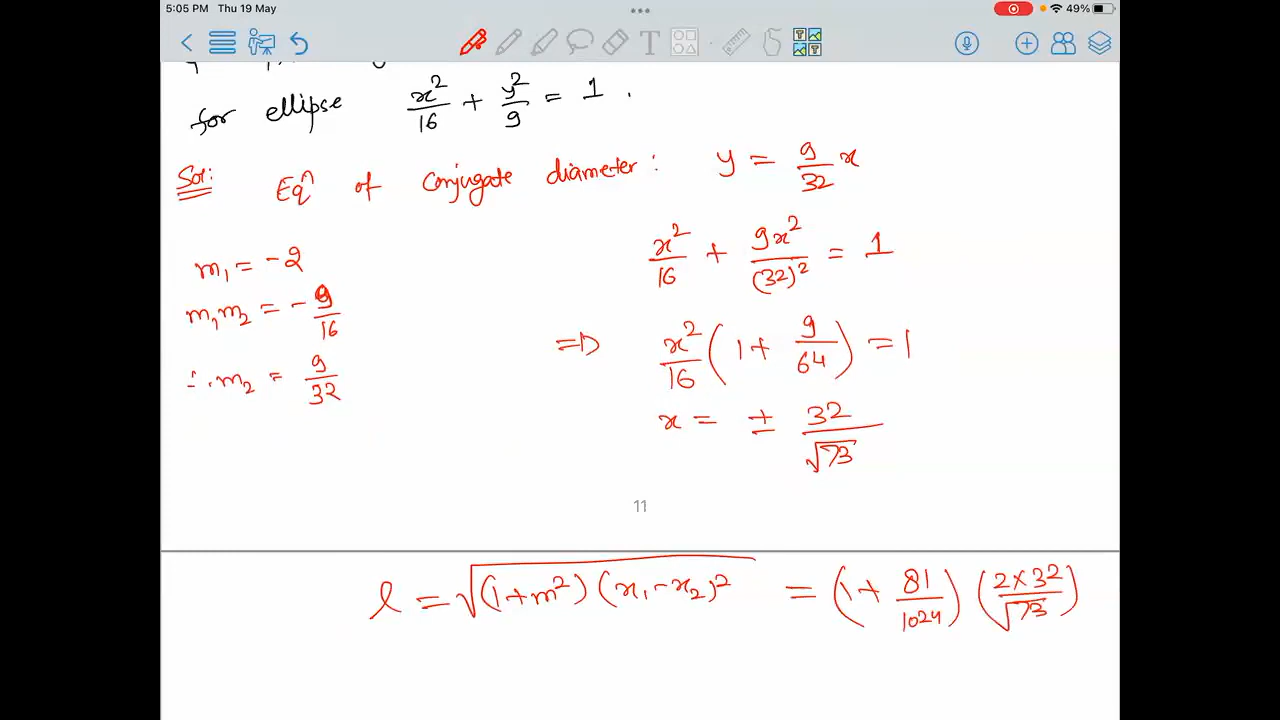 5:05 PM Thu 19 May
49%
T
for ellipse x²/16 + y²/9 = 1 .
Sol: Eqⁿ of Conjugate diameter : y = 9/32 x
m₁ = -2
x²/16 + 9x²/(32)² = 1
m₁m₂ = - 9/16
=> x²/16 (1 + 9/64) = 1
∴ m₂ = 9/32
x = ± 32/√73
11
l = √(1+m²)(x₁-x₂)² = (1 + 81/1024) (2×32/√73)